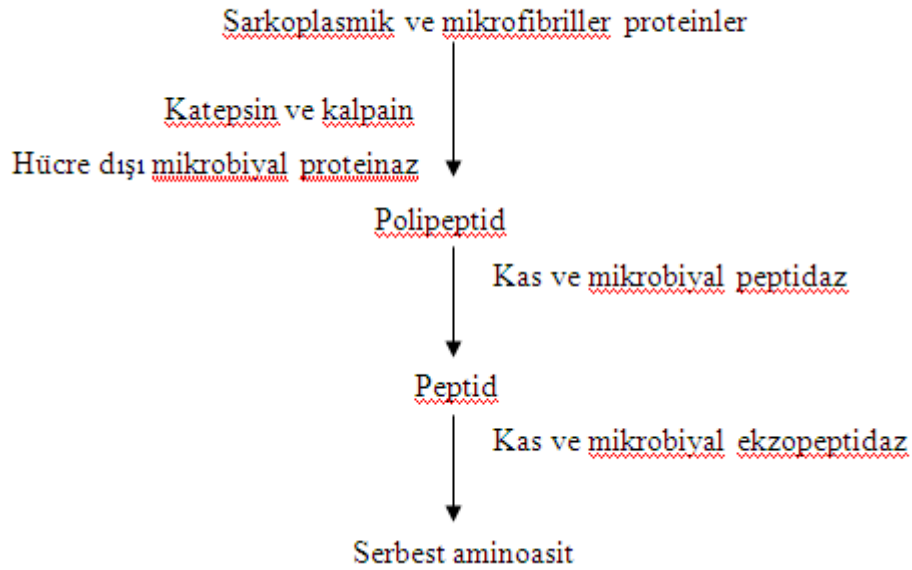 Sarkoplasmik ve mikrofibriller proteinler
Katepsin ve kalpain
Hücre dışı mikrobiyal proteinaz
Polipeptid
Kas ve mikrobiyal peptidaz
Peptid
Kas ve mikrobiyal ekzopeptidaz
Serbest aminoasit